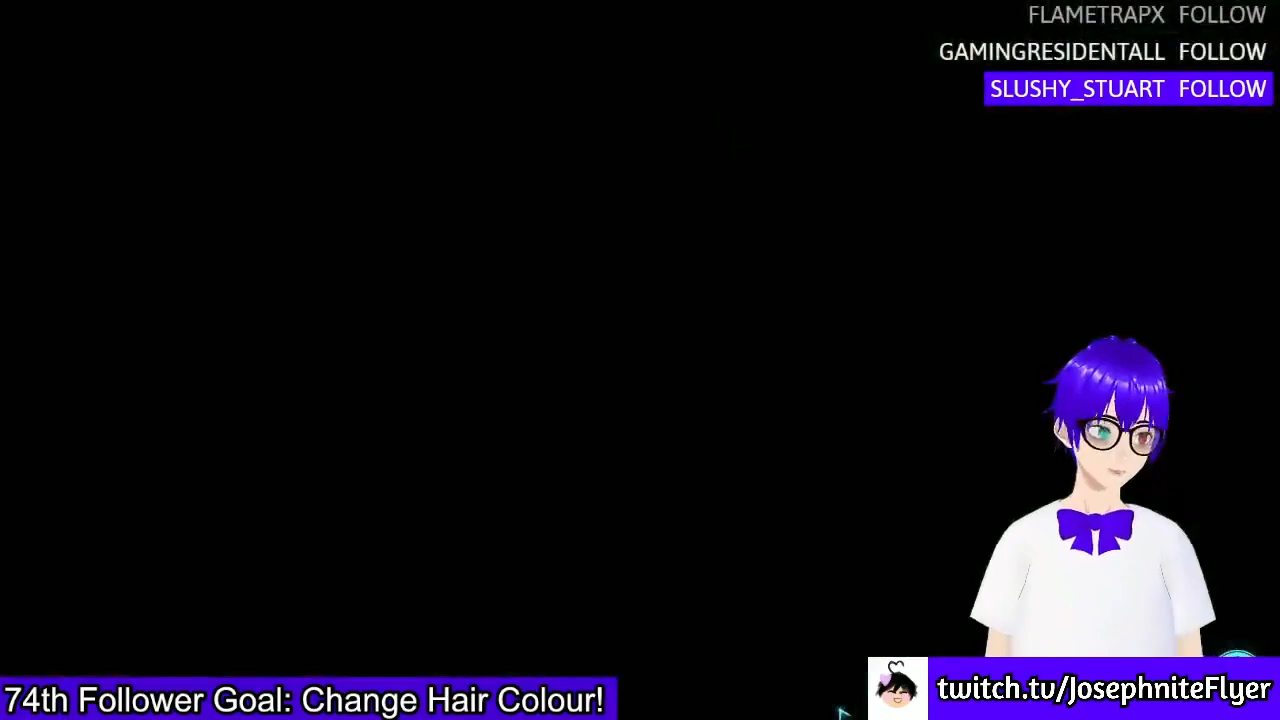 FLAMETRAPX FOLLOW
GAMINGRESIDENTALL FOLLOW
SLUSHY_STUART FOLLOW
74th Follower Goal: Change Hair Colour!
twitch.tv/JosephniteFlyer